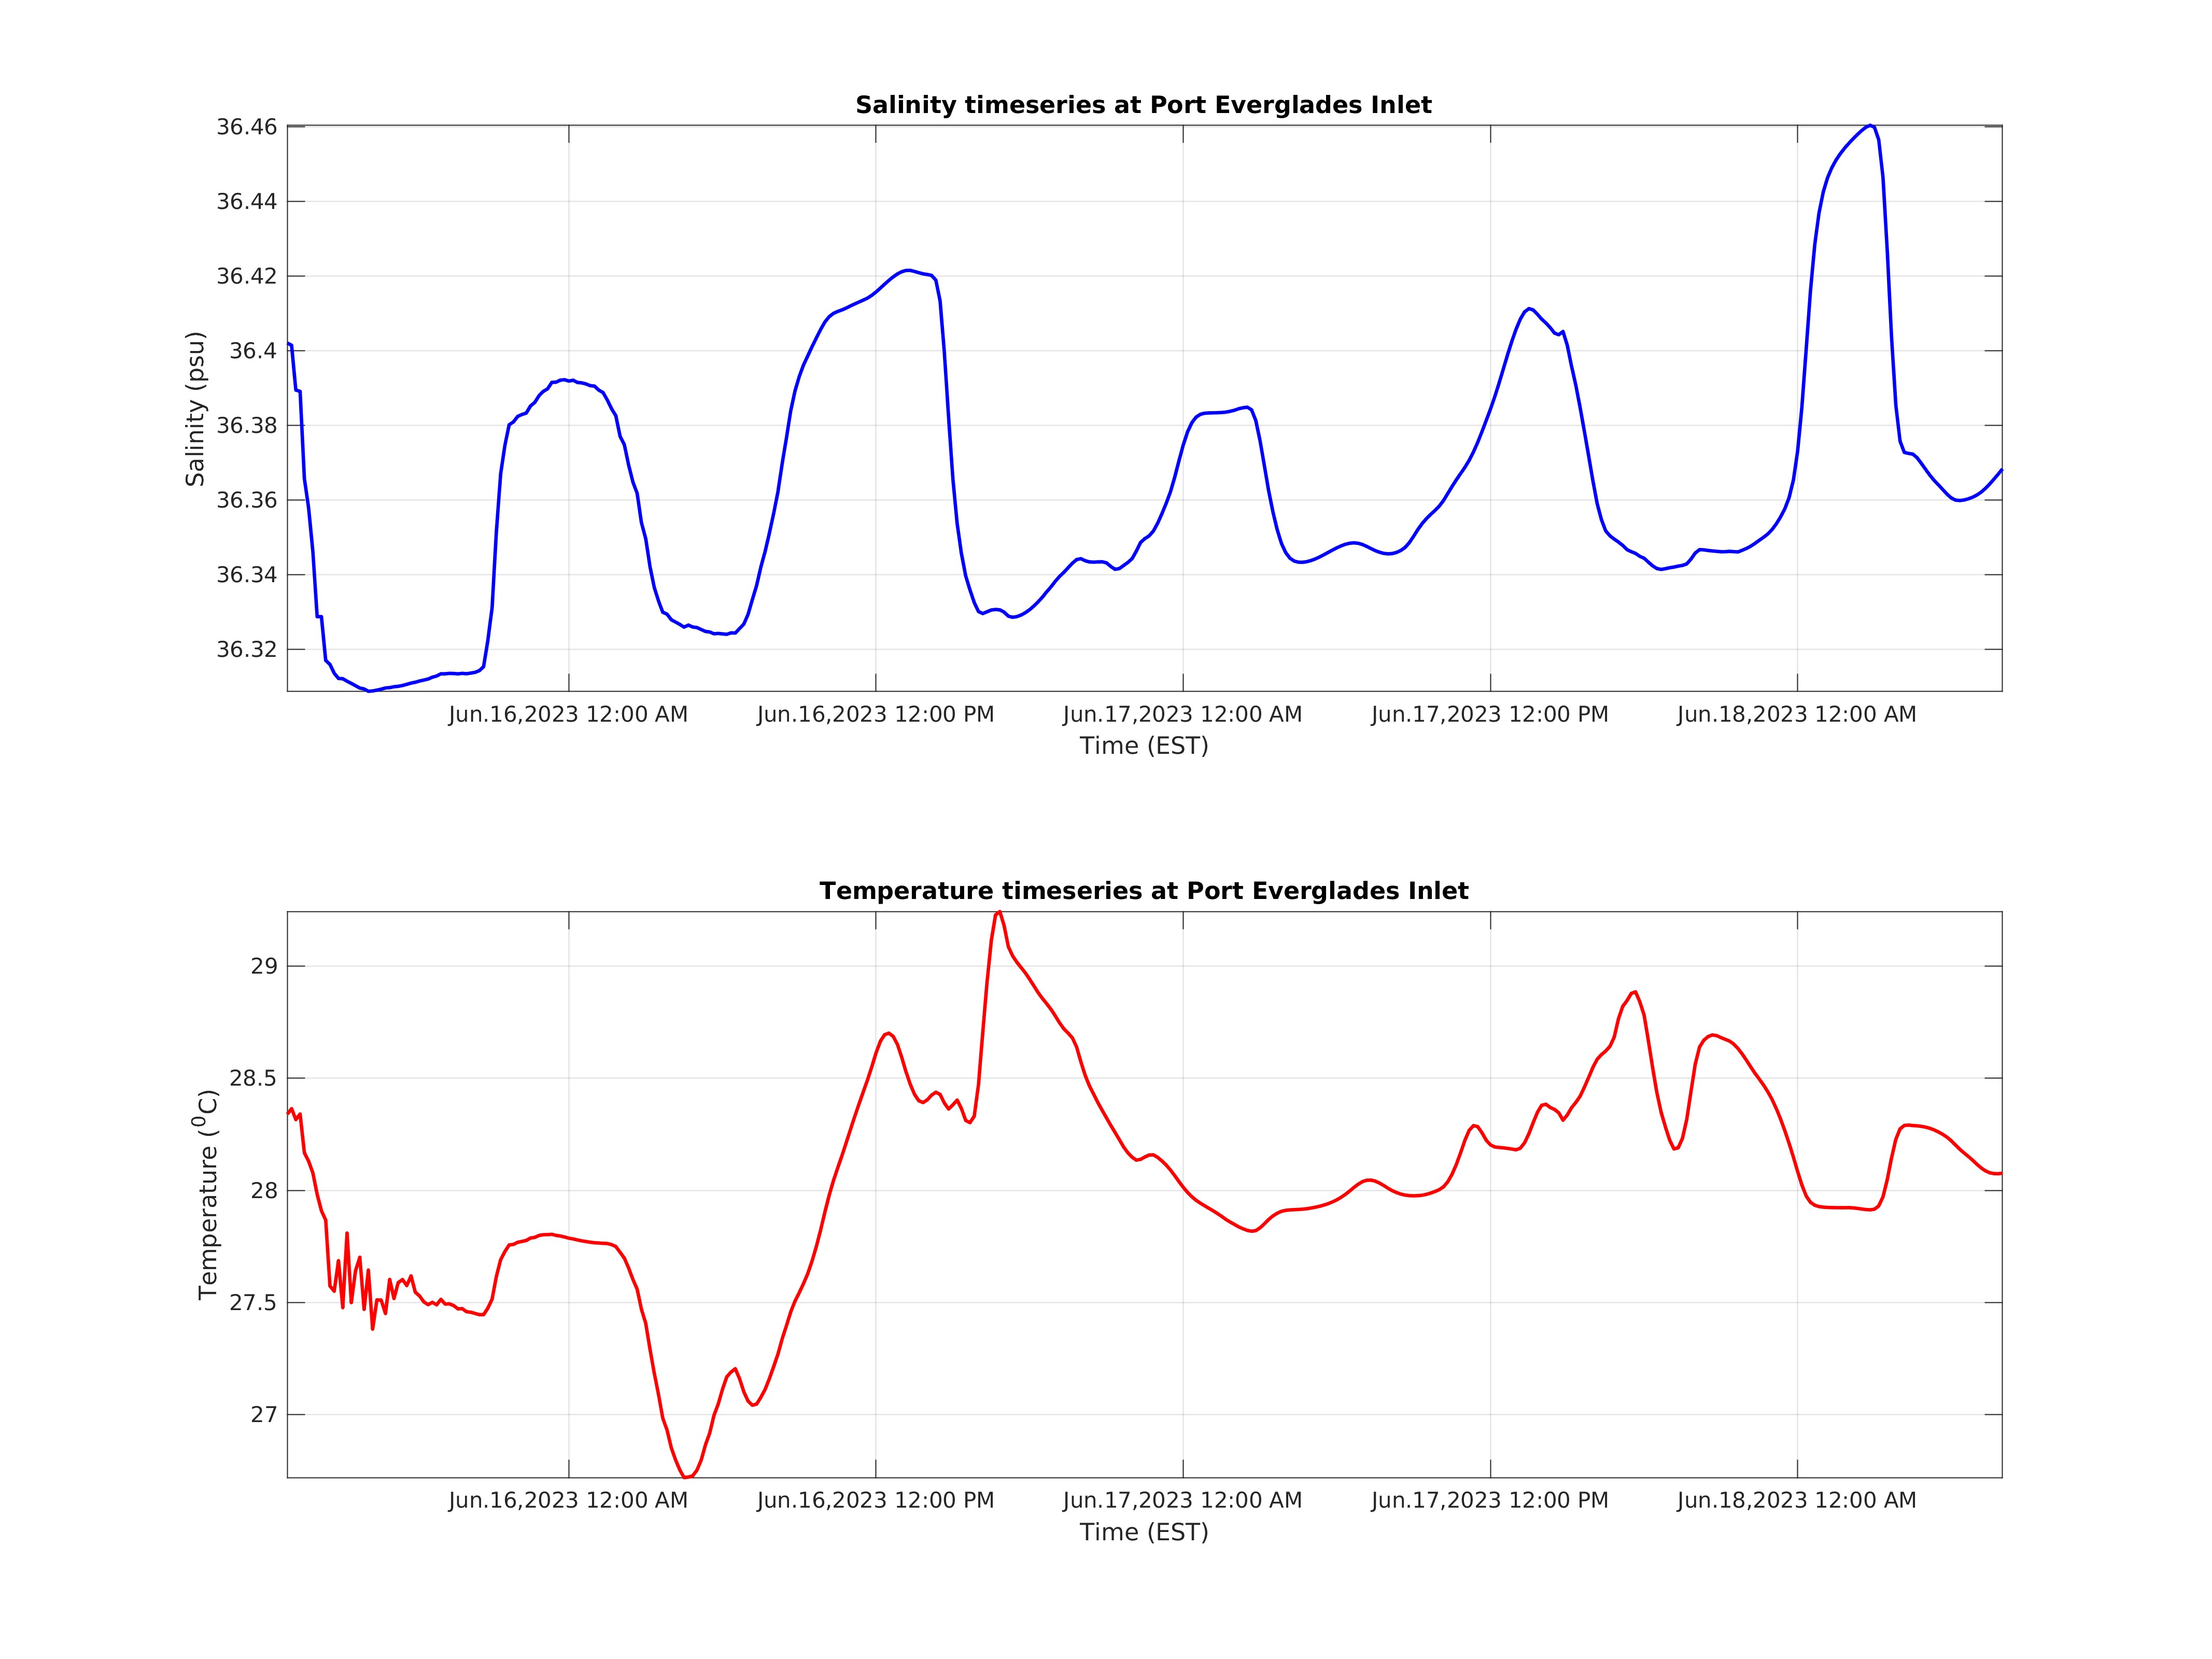 Salinity timeseries at Port Everglades Inlet
Salinity (psu)
36.46
36.44
36.42
36.4
36.38
36.36
36.34
36.32
Jun.16,2023 12:00 AM
Jun.16,2023 12:00 PM
Jun.17,2023 12:00 AM
Jun.17,2023 12:00 PM
Jun.18,2023 12:00 AM
Time (EST)
Temperature timeseries at Port Everglades Inlet
Temperature (⁰C)
29
28.5
28
27.5
27
Jun.16,2023 12:00 AM
Jun.16,2023 12:00 PM
Jun.17,2023 12:00 AM
Jun.17,2023 12:00 PM
Jun.18,2023 12:00 AM
Time (EST)